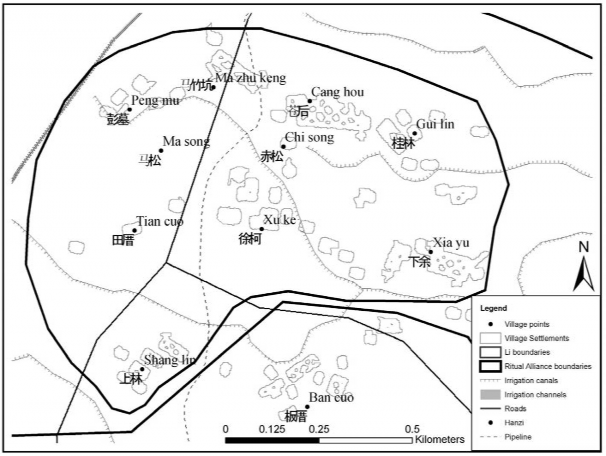 马竹坑 Ma zhu keng
Cang hou
仓后
Peng mu
彭墓
Gui lin
桂林
Ma song
马松
Chi song
赤松
Tian cuo
田厝
Xu ke
徐柯
Xia yu
下余
N
Shang lin
上林
Ban cuo
板厝
0 0.125 0.25 0.5
Kilometers
Legend
Village points
Village Settlements
Li boundaries
Ritual Alliance boundaries
Irrigation canals
Irrigation channels
Roads
Hanzi
Pipeline